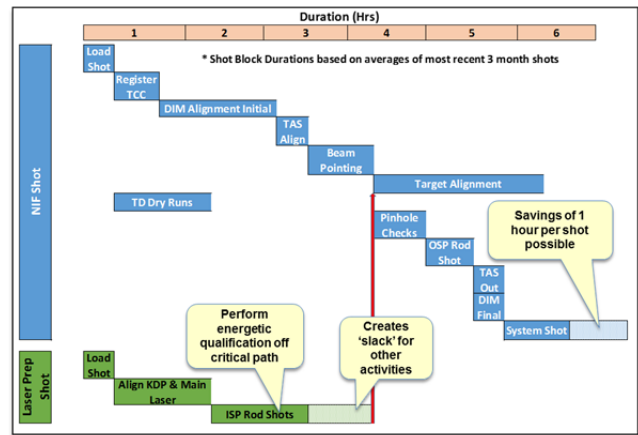 Duration (Hrs)
1 2 3 4 5 6
Load
Shot
* Shot Block Durations based on averages of most recent 3 month shots
Register
TCC
DIM Alignment Initial
TAS
Align
Beam
Pointing
Target Alignment
NIF Shot
TD Dry Runs
Pinhole
Checks
Savings of 1
hour per shot
possible
OSP Rod
Shot
TAS
Out
DIM
Final
System Shot
Perform
energetic
qualification off
critical path
Creates
‘slack’ for
other
activities
Laser Prep
Shot
Load
Shot
Align KDP & Main
Laser
ISP Rod Shots